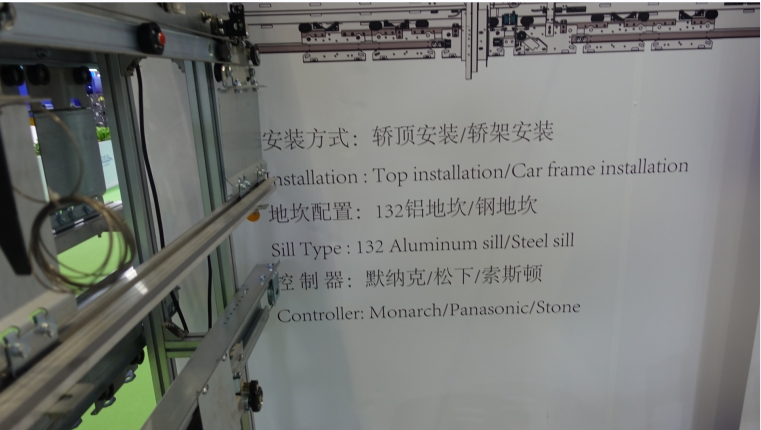 安装方式：轿顶安装/轿架安装
Installation : Top installation/Car frame installation
地坎配置：132铝地坎/钢地坎
Sill Type : 132 Aluminum sill/Steel sill
控制器：默纳克/松下/索斯顿
Controller: Monarch/Panasonic/Stone